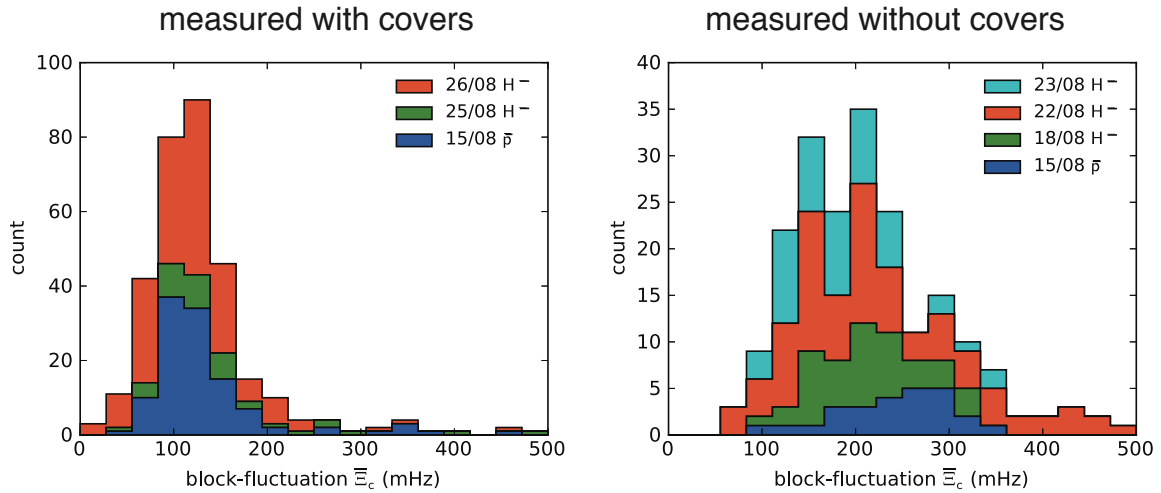 measured with covers
100
80
60
40
20
0
count
26/08 H⁻
25/08 H⁻
15/08 p̄
0 100 200 300 400 500
block-fluctuation Ξ̅c (mHz)
measured without covers
40
35
30
25
20
15
10
5
0
count
23/08 H⁻
22/08 H⁻
18/08 H⁻
15/08 p̄
0 100 200 300 400 500
block-fluctuation Ξ̅c (mHz)